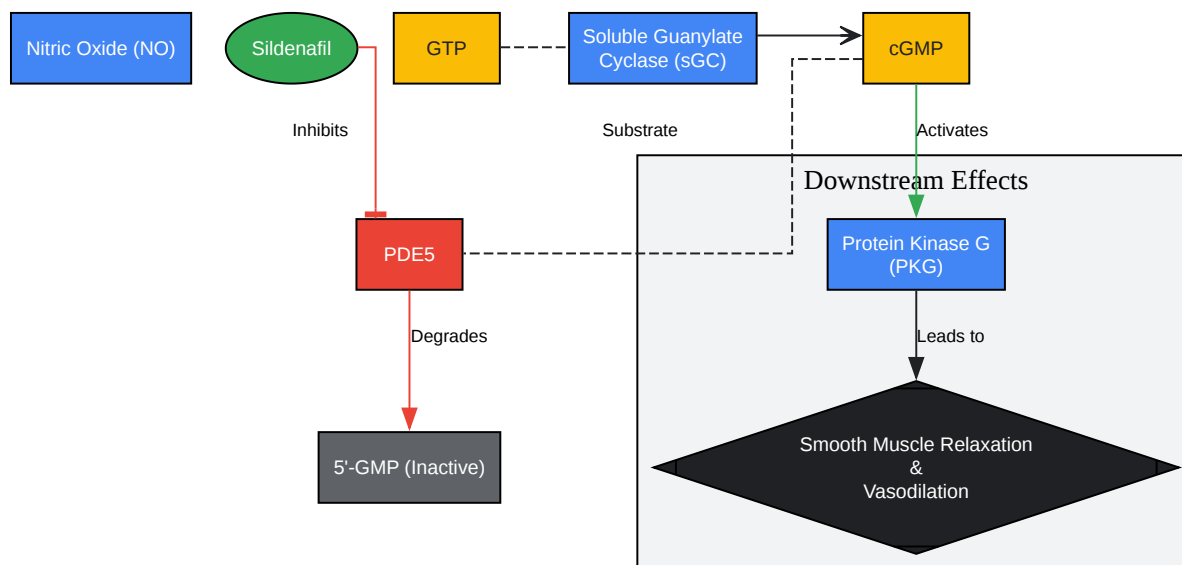 Nitric Oxide (NO)
Sildenafil
GTP
Soluble Guanylate
Cyclase (sGC)
cGMP
Inhibits
Substrate
Activates
Downstream Effects
PDE5
Protein Kinase G
(PKG)
Degrades
Leads to
5'-GMP (Inactive)
Smooth Muscle Relaxation
&
Vasodilation